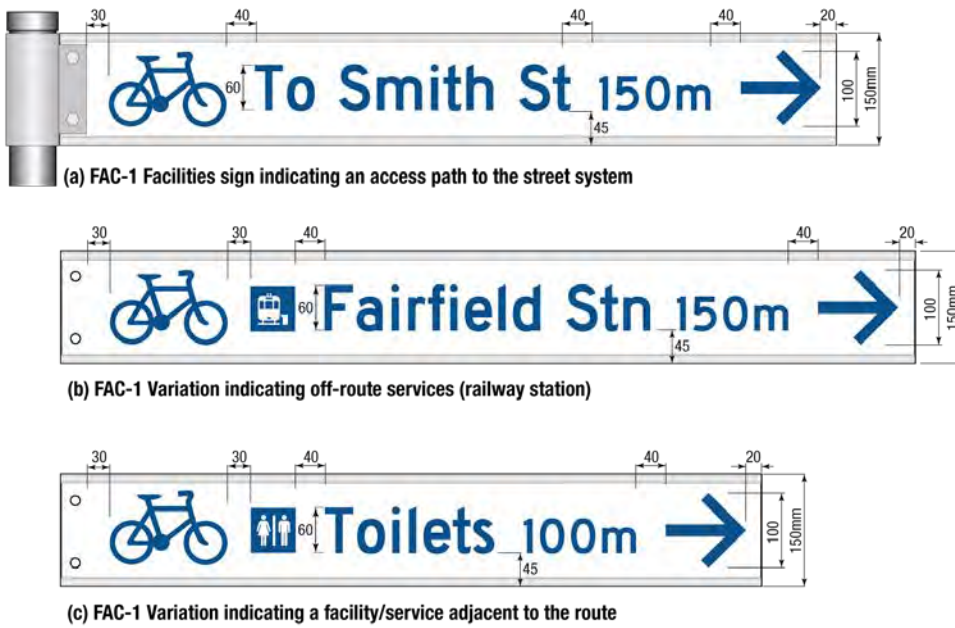 30 40 40 40 20
To Smith St 150m
60
45
100
150mm
(a) FAC-1 Facilities sign indicating an access path to the street system
30 30 40 40 20
Fairfield Stn 150m
60
45
100
150mm
(b) FAC-1 Variation indicating off-route services (railway station)
30 30 40 40 20
Toilets 100m
60
45
100
150mm
(c) FAC-1 Variation indicating a facility/service adjacent to the route